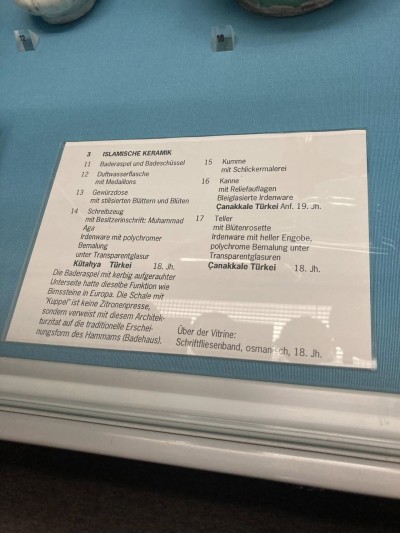 12
16
3 ISLAMISCHE KERAMIK
11 Baderaspel und Badeschüssel
12 Duftwasserflasche
mit Medaillons
13 Gewürzdose
mit stilisierten Blättern und Blüten
14 Schreibzeug
mit Besitzerinschrift: Muhammad
Aga
Irdenware mit polychromer
Bemalung
unter Transparentglasur
Kütahya Türkei 18. Jh.
Die Baderaspel mit kerbig aufgerauhter
Unterseite hatte dieselbe Funktion wie
Bimssteine in Europa. Die Schale mit
"Kuppel" ist keine Zitronenpresse,
sondern verweist mit diesem Architek-
turzitat auf die traditionelle Erschei-
nungsform des Hammams (Badehaus).
15 Kumme
mit Schlickermalerei
16 Kanne
mit Reliefauflagen
Bleiglasierte Irdenware
Çanakkale Türkei Anf. 19. Jh.
17 Teller
mit Blütenrosette
Irdenware mit heller Engobe,
polychrome Bemalung unter
Transparentglasuren
Çanakkale Türkei 18. Jh.
Über der Vitrine:
Schriftfliesenband, osmanisch, 18. Jh.